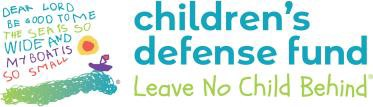 DEAR LORD
BE GOOD TO ME
THE SEA IS SO
WIDE AND
MY BOAT IS
SO SMALL
children's
defense fund
Leave No Child Behind®